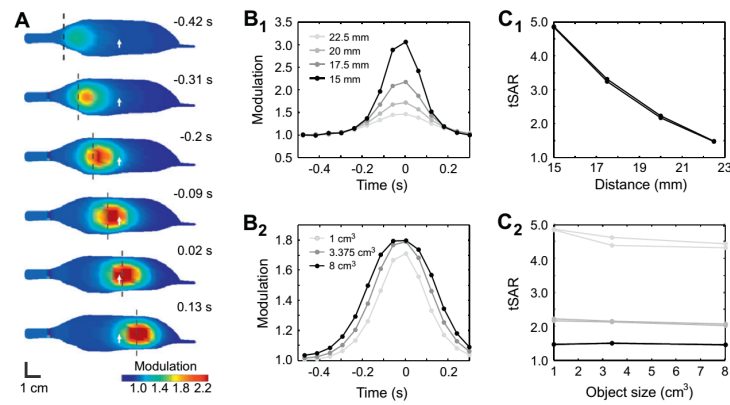 A
-0.42 s
-0.31 s
-0.2 s
-0.09 s
0.02 s
0.13 s
1 cm
Modulation
1.0 1.4 1.8 2.2
B1
Modulation
3.5
3.0
2.5
2.0
1.5
1.0
0.5
22.5 mm
20 mm
17.5 mm
15 mm
-0.4 -0.2 0 0.2
Time (s)
C1
tSAR
5.0
4.0
3.0
2.0
1.0
15 17 19 21 23
Distance (mm)
B2
Modulation
1.8
1.6
1.4
1.2
1.0
1 cm³
3.375 cm³
8 cm³
-0.4 -0.2 0 0.2
Time (s)
C2
tSAR
5.0
4.0
3.0
2.0
1.0
1 2 3 4 5 6 7 8
Object size (cm³)